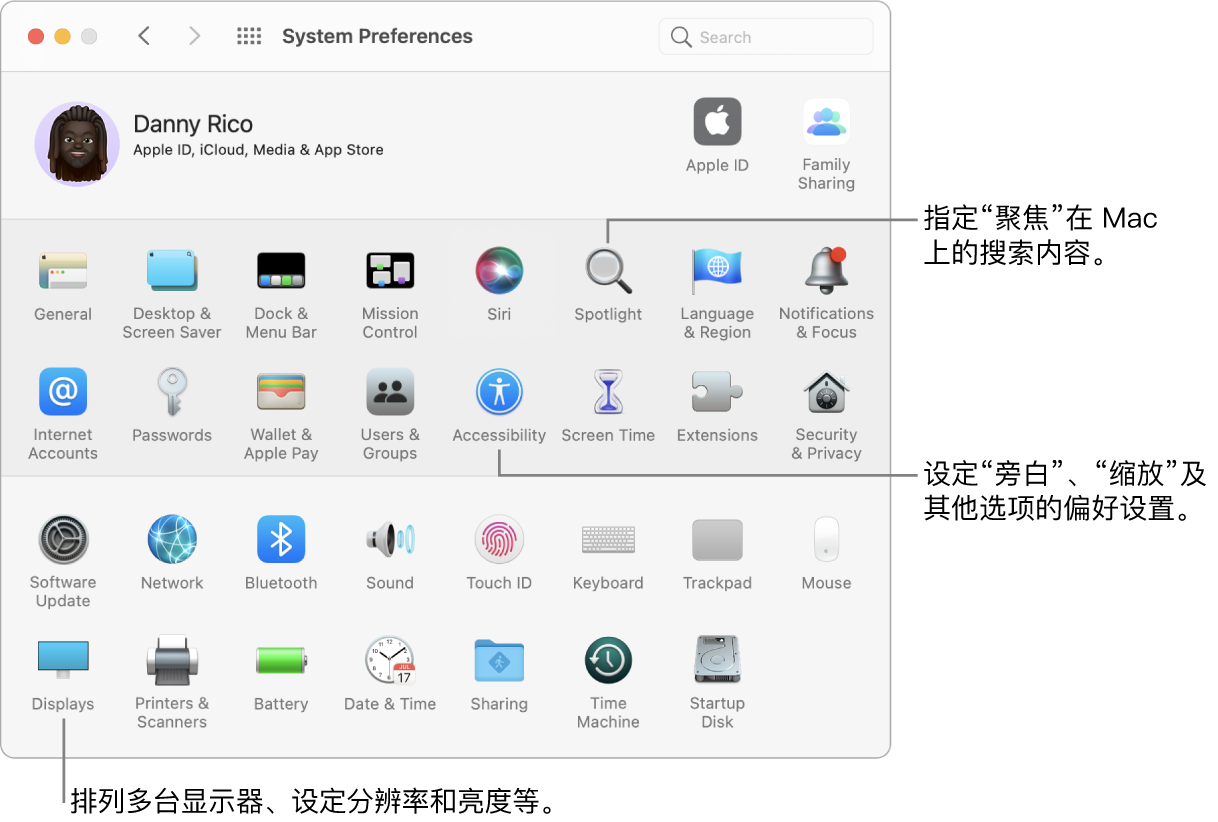 System Preferences
Search
Danny Rico
Apple ID, iCloud, Media & App Store
Apple ID
Family
Sharing
指定“聚焦”在 Mac
上的搜索内容。
General
Desktop &
Screen Saver
Dock &
Menu Bar
Mission
Control
Siri
Spotlight
Language
& Region
Notifications
& Focus
Internet
Accounts
Passwords
Wallet &
Apple Pay
Users &
Groups
Accessibility
Screen Time
Extensions
Security
& Privacy
设定“旁白”、“缩放”及
其他选项的偏好设置。
Software
Update
Network
Bluetooth
Sound
Touch ID
Keyboard
Trackpad
Mouse
JUL
17
Displays
Printers &
Scanners
Battery
Date & Time
Sharing
Time
Machine
Startup
Disk
排列多台显示器、设定分辨率和亮度等。